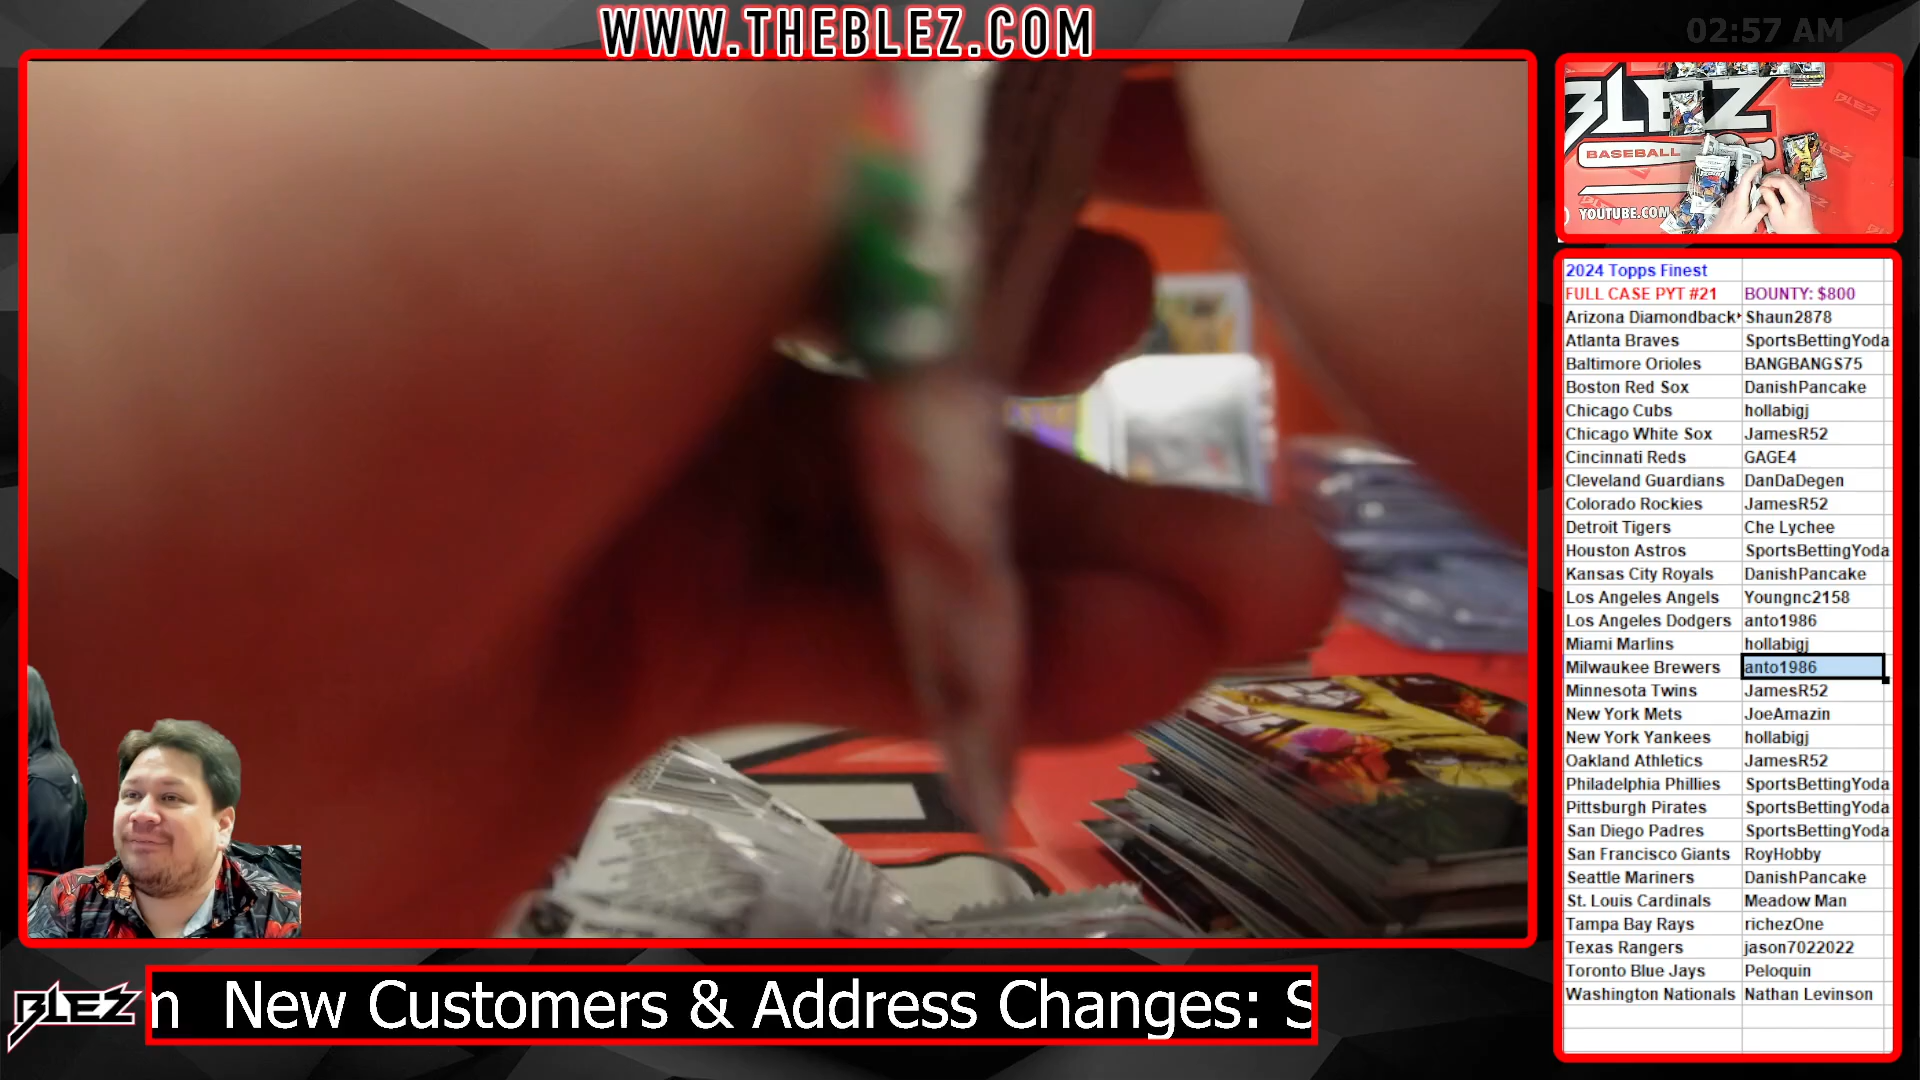 WWW.THEBLEZ.COM
02:57 AM
BLEZ
BASEBALL
YOUTUBE.COM
2024 Topps Finest
FULL CASE PYT #21 BOUNTY: $800
Arizona Diamondback Shaun2878
Atlanta Braves SportsBettingYoda
Baltimore Orioles BANGBANGS75
Boston Red Sox DanishPancake
Chicago Cubs hollabigj
Chicago White Sox JamesR52
Cincinnati Reds GAGE4
Cleveland Guardians DanDaDegen
Colorado Rockies JamesR52
Detroit Tigers Che Lychee
Houston Astros SportsBettingYoda
Kansas City Royals DanishPancake
Los Angeles Angels Youngnc2158
Los Angeles Dodgers anto1986
Miami Marlins hollabigj
Milwaukee Brewers anto1986
Minnesota Twins JamesR52
New York Mets JoeAmazin
New York Yankees hollabigj
Oakland Athletics JamesR52
Philadelphia Phillies SportsBettingYoda
Pittsburgh Pirates SportsBettingYoda
San Diego Padres SportsBettingYoda
San Francisco Giants RoyHobby
Seattle Mariners DanishPancake
St. Louis Cardinals Meadow Man
Tampa Bay Rays richezOne
Texas Rangers jason7022022
Toronto Blue Jays Peloquin
Washington Nationals Nathan Levinson
BLEZ
m New Customers & Address Changes: S